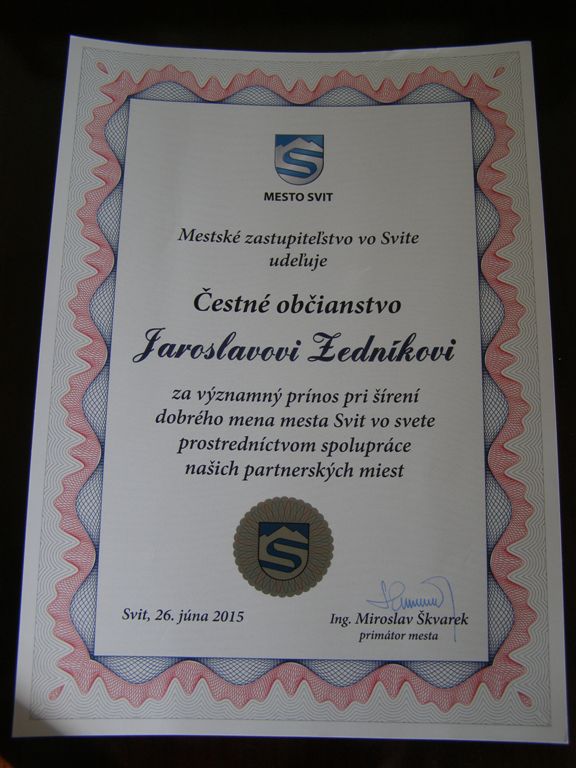 MESTO SVIT
Mestské zastupiteľstvo vo Svite
udeľuje
Čestné občianstvo
Jaroslavovi Zedníkovi
za významný prínos pri šírení
dobrého mena mesta Svit vo svete
prostredníctvom spolupráce
našich partnerských miest
Svit, 26. júna 2015
Ing. Miroslav Škvarek
primátor mesta